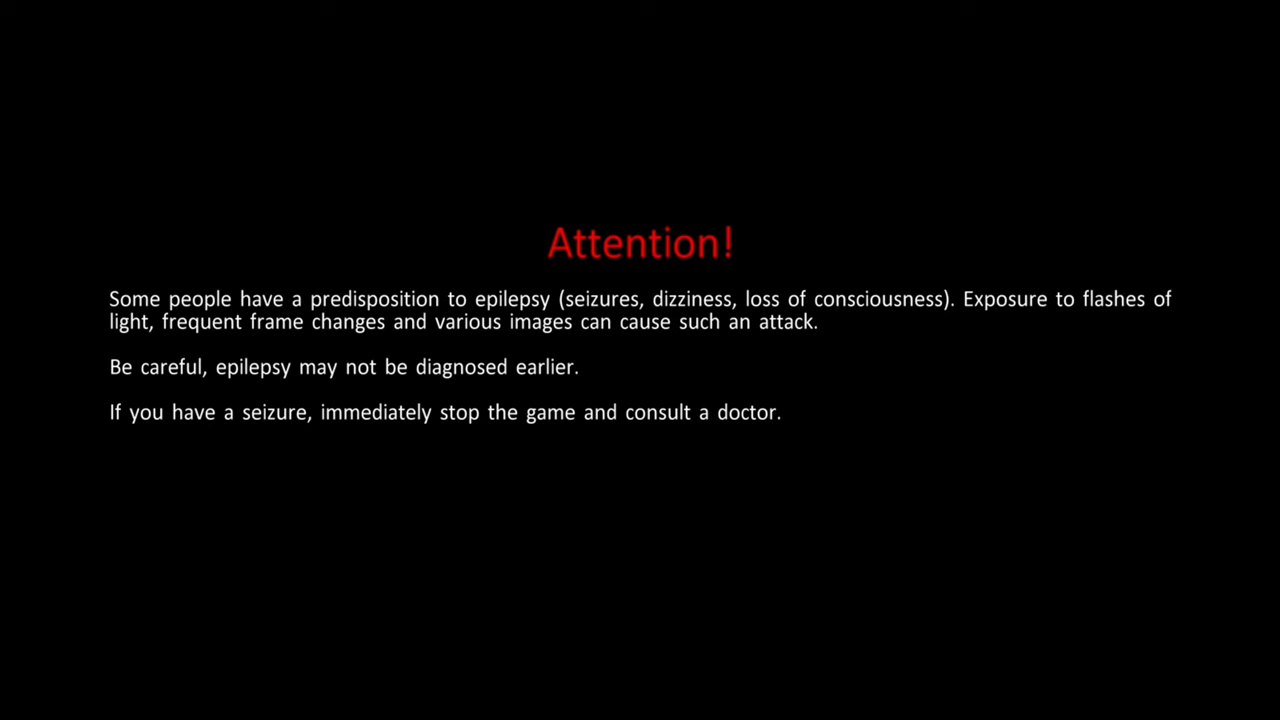 Attention!
Some people have a predisposition to epilepsy (seizures, dizziness, loss of consciousness). Exposure to flashes of
light, frequent frame changes and various images can cause such an attack.
Be careful, epilepsy may not be diagnosed earlier.
If you have a seizure, immediately stop the game and consult a doctor.